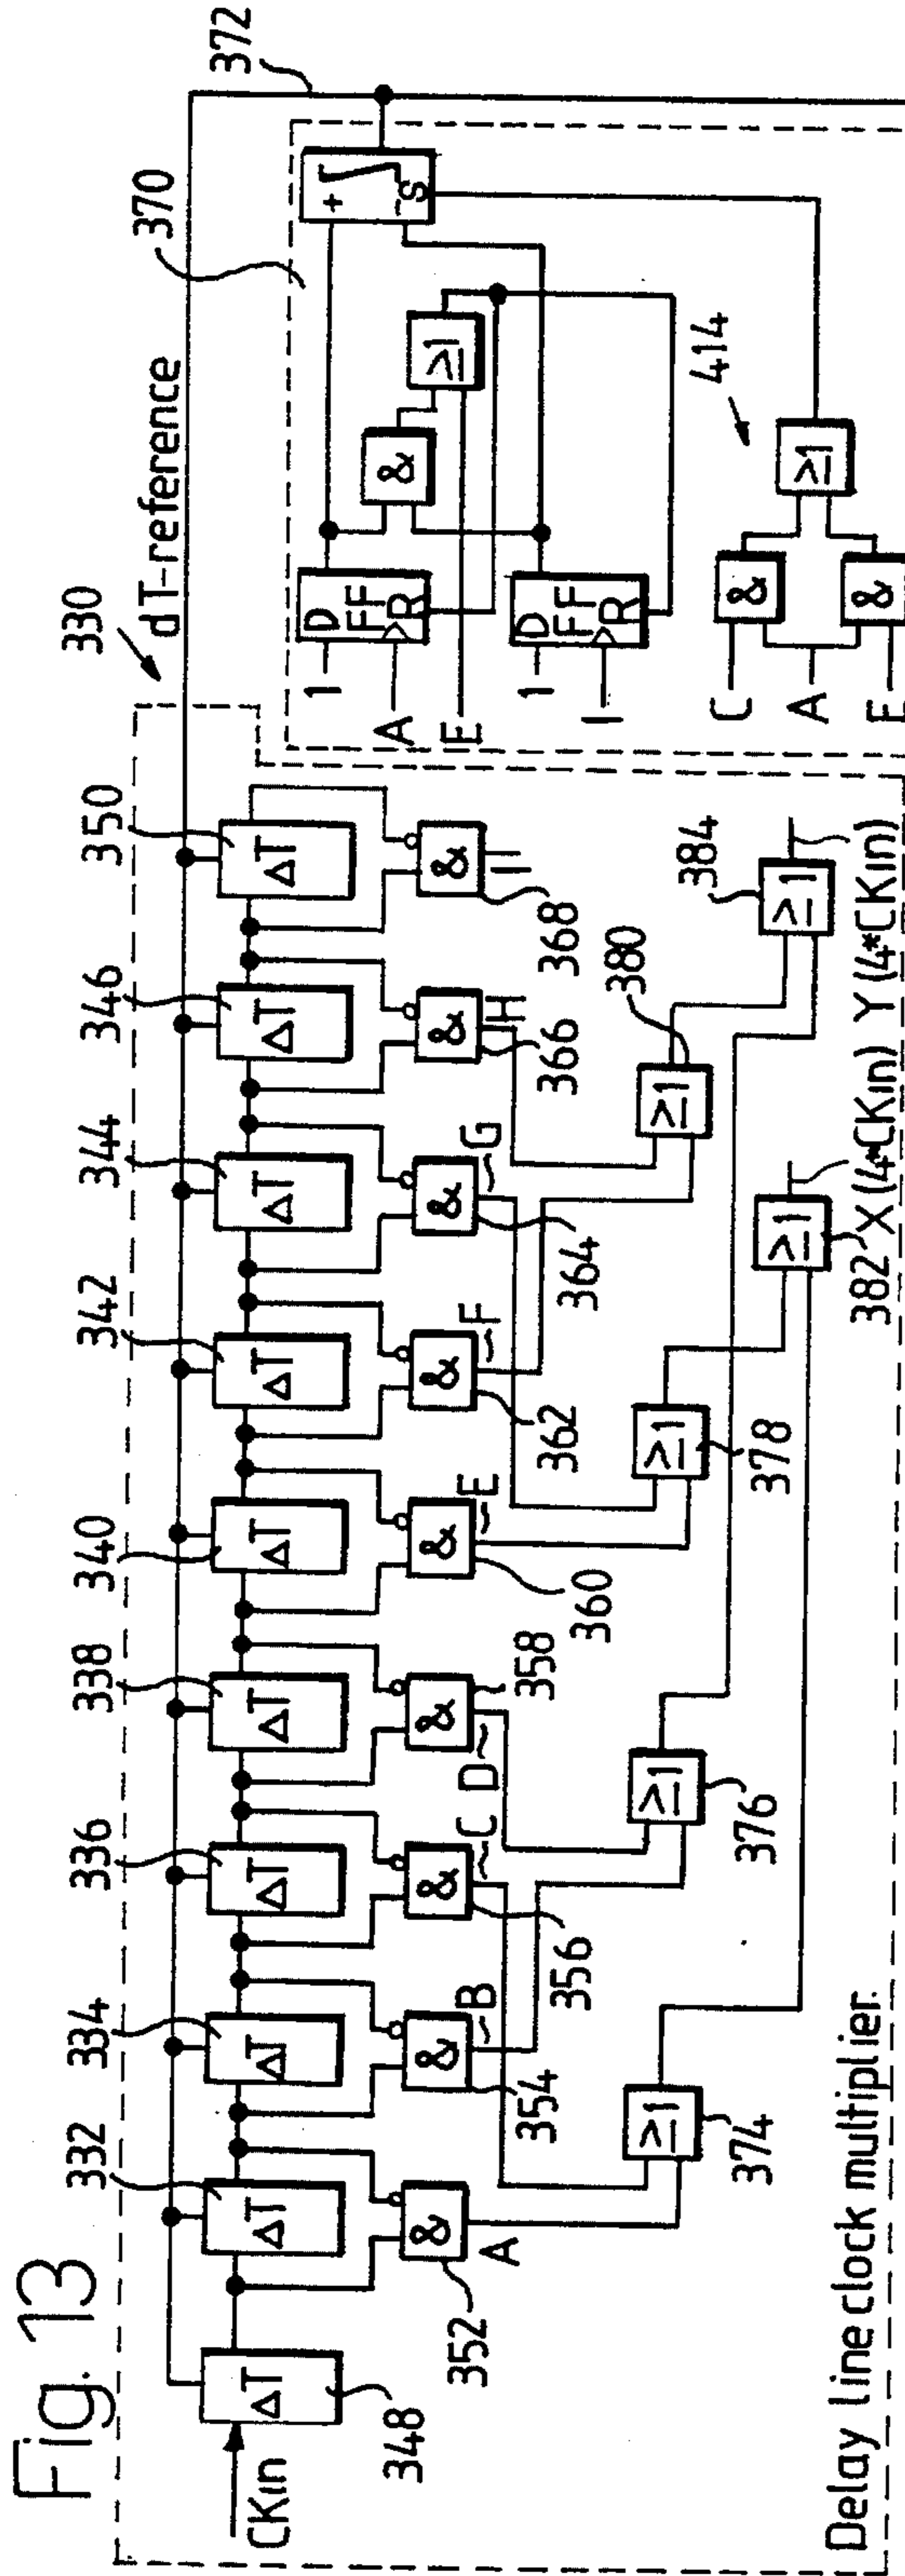 Fig. 13
330
dT-reference
372
370
332
334
336
338
340
342
344
346
350
CKin
ΔT
ΔT
ΔT
ΔT
ΔT
ΔT
ΔT
ΔT
ΔT
ΔT
348
&
&
&
&
&
&
&
&
&
A
B
C
D
E
F
G
H
I
352
354
356
358
360
362
364
366
368
≥1
≥1
≥1
≥1
374
376
378
380
≥1
≥1
382
X (4*CKin)
384
Y (4*CKin)
Delay line clock multiplier.
1
D
FF
R
A
E
1
D
FF
R
I
&
≥1
+
-
S
414
C
A
E
&
&
≥1